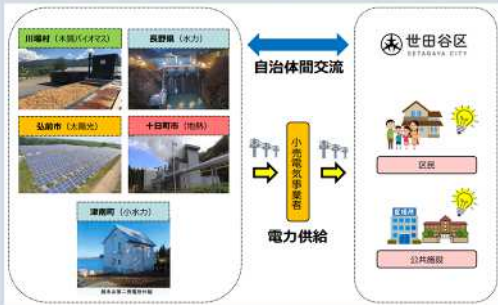 川場村（木質バイオマス）
長野県（水力）
弘前市（太陽光）
十日町市（地熱）
津南町（小水力）
自治体間交流
小売電気事業者
電力供給
世田谷区
SETAGAYA CITY
区民
区役所
公共施設